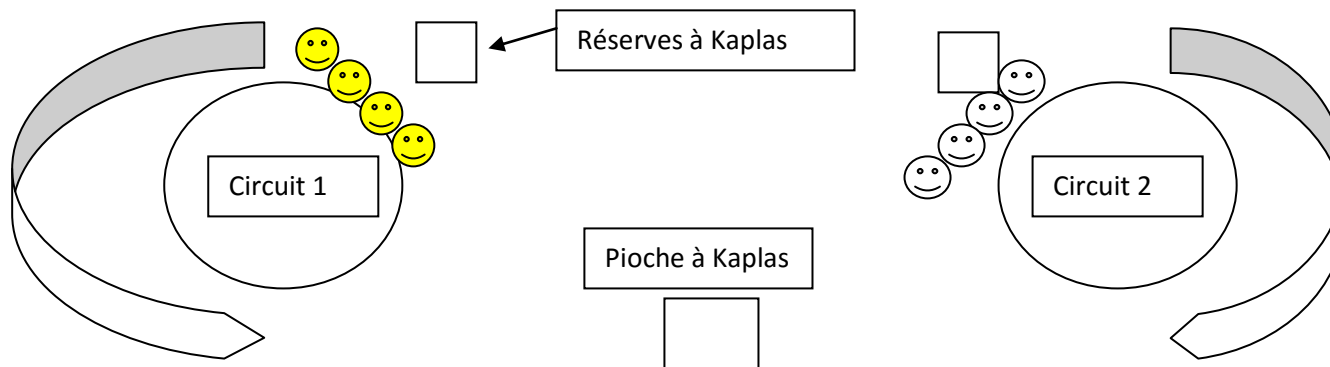 Réserves à Kaplas
Circuit 1
Circuit 2
Pioche à Kaplas